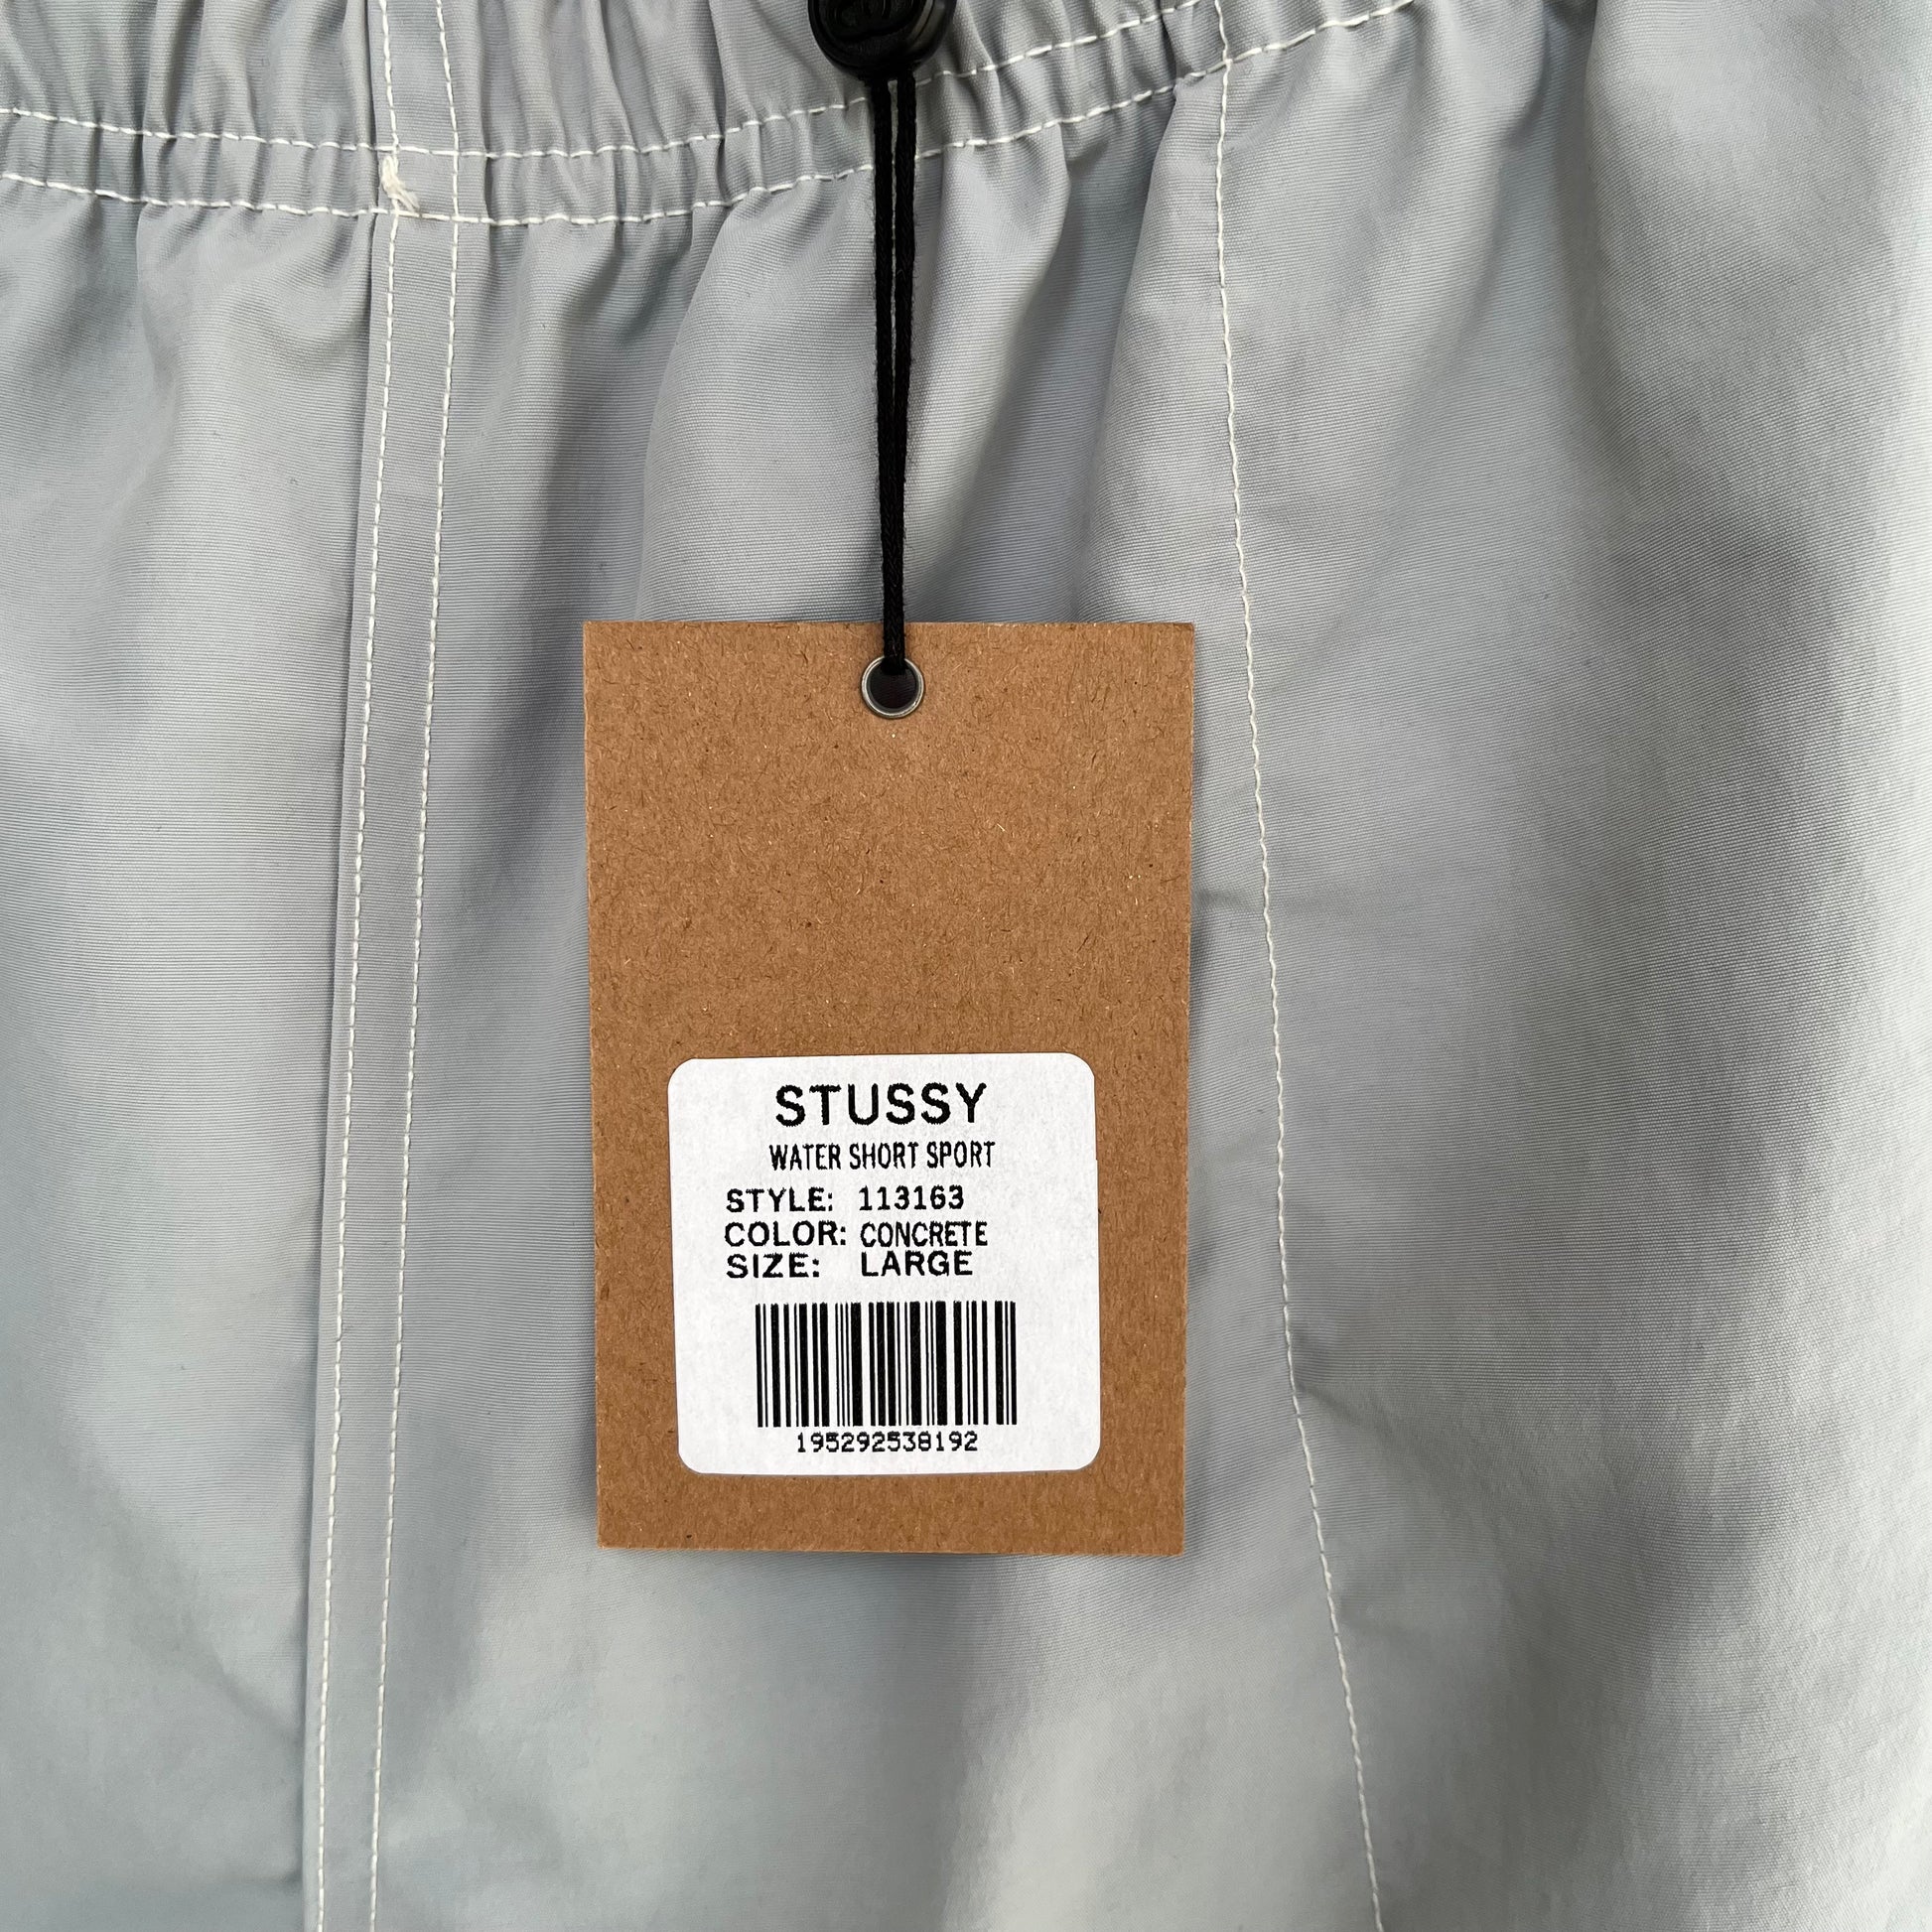 STUSSY
WATER SHORT SPORT
STYLE: 113163
COLOR: CONCRETE
SIZE: LARGE
195292538192